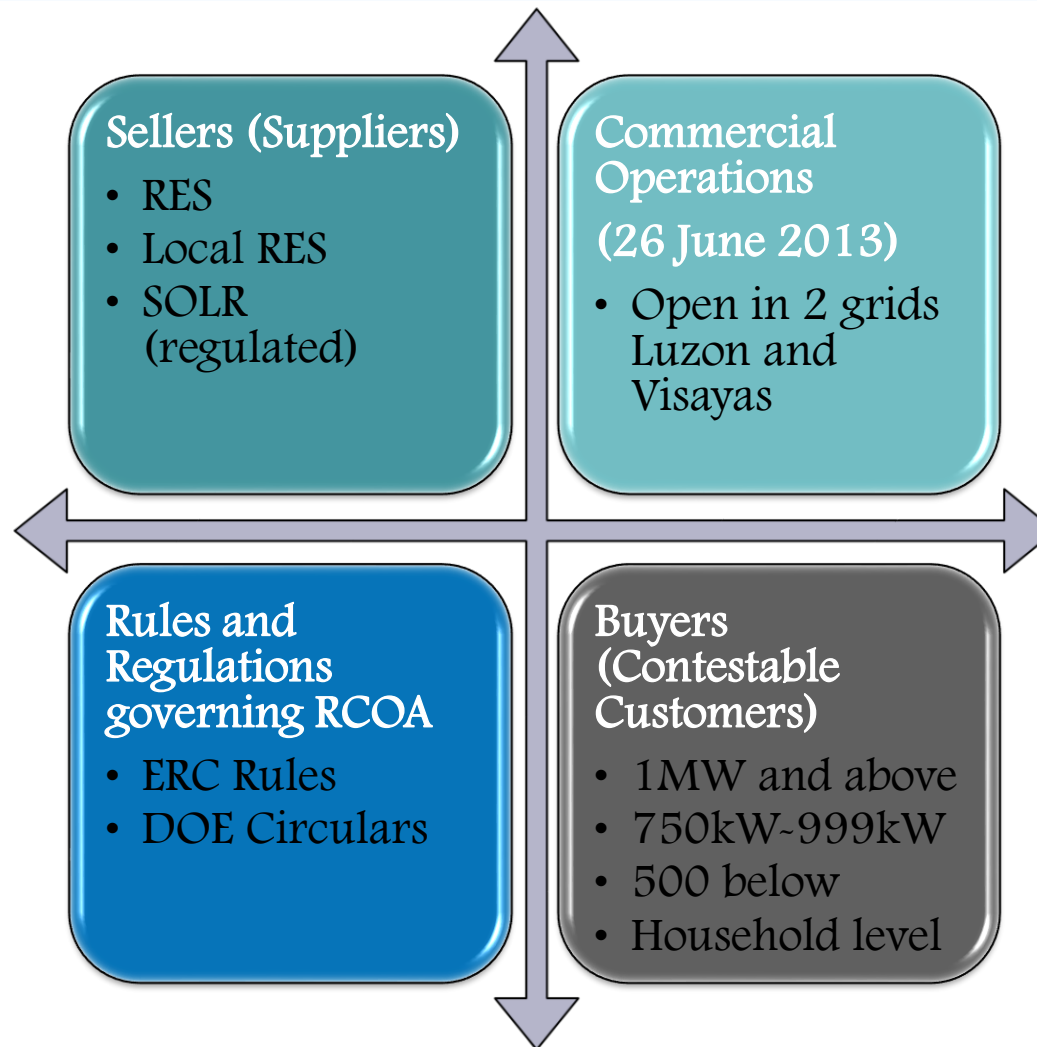 Sellers (Suppliers)
• RES
• Local RES
• SOLR
(regulated)
Commercial
Operations
(26 June 2013)
• Open in 2 grids
Luzon and
Visayas
Rules and
Regulations
governing RCOA
• ERC Rules
• DOE Circulars
Buyers
(Contestable
Customers)
• 1MW and above
• 750kW~999kW
• 500 below
• Household level